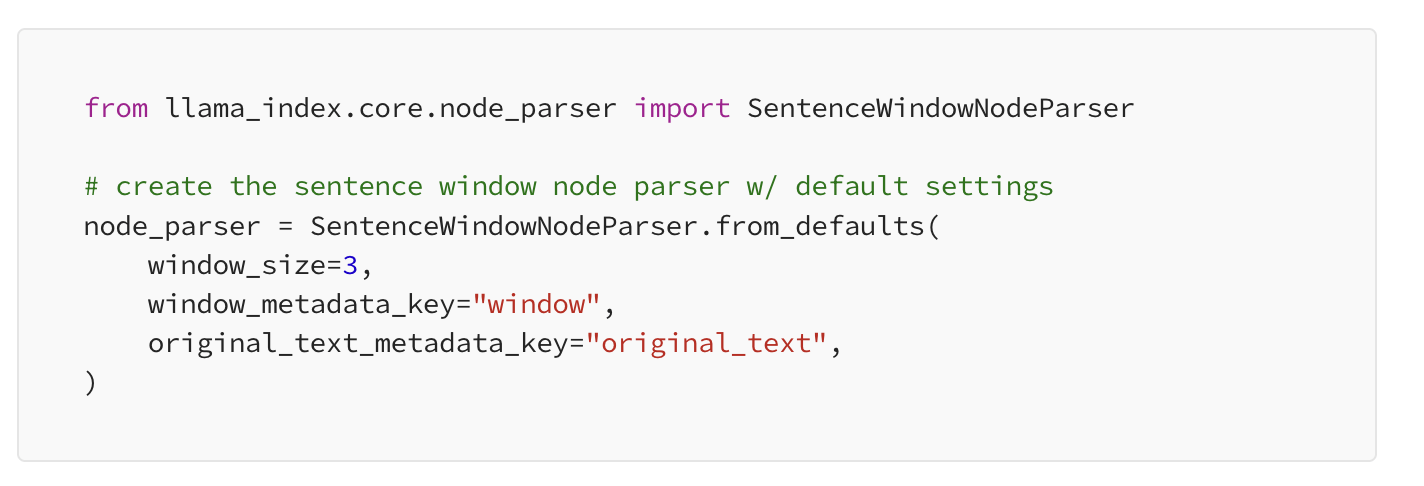 from llama_index.core.node_parser import SentenceWindowNodeParser
# create the sentence window node parser w/ default settings
node_parser = SentenceWindowNodeParser.from_defaults(
    window_size=3,
    window_metadata_key="window",
    original_text_metadata_key="original_text",
)